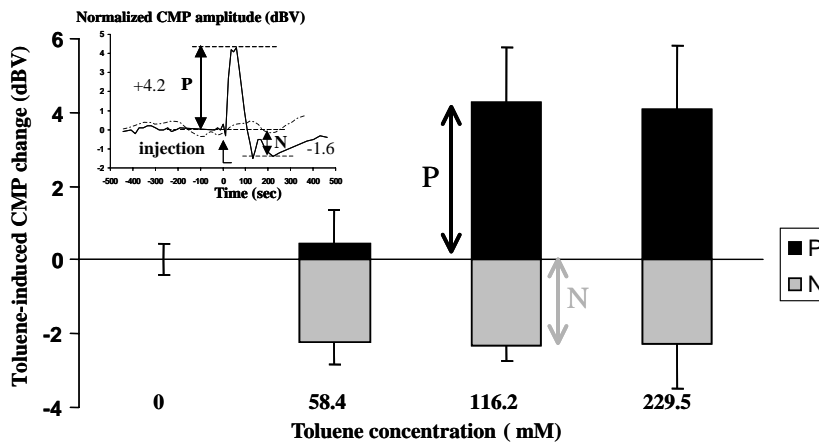 Normalized CMP amplitude (dBV)
5
4
3
2
1
0
-1
-2
+4.2
P
N
-1.6
injection
-500 -400 -300 -200 -100 0 100 200 300 400 500
Time (sec)
Toluene-induced CMP change (dBV)
6
4
2
0
-2
-4
P
N
P
N
0 58.4 116.2 229.5
Toluene concentration ( mM)